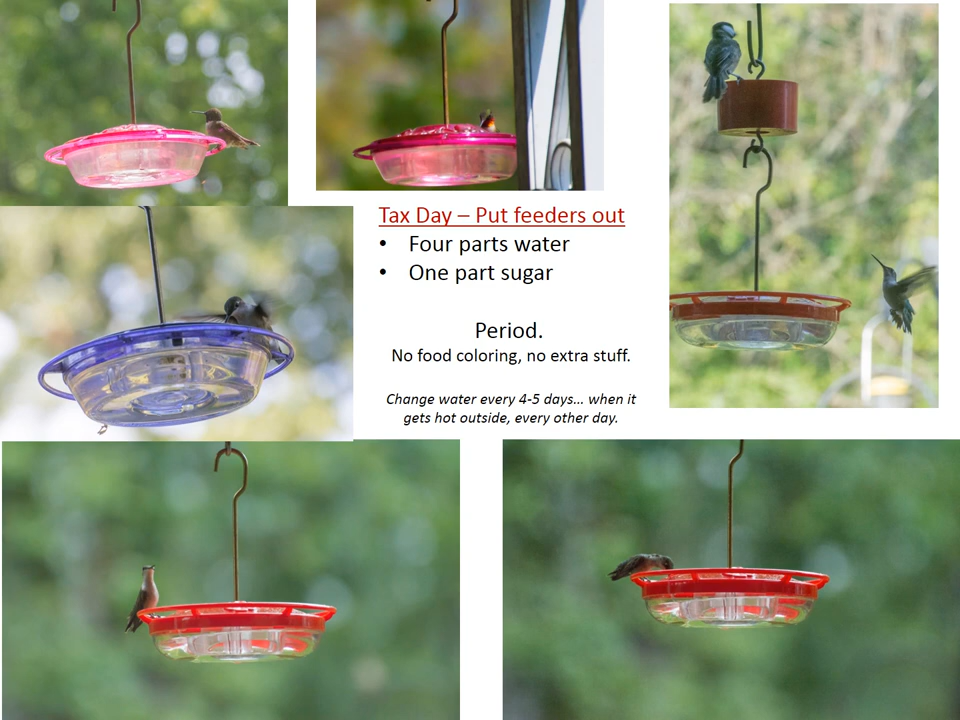 Tax Day – Put feeders out
• Four parts water
• One part sugar
Period.
No food coloring, no extra stuff.
Change water every 4-5 days... when it
gets hot outside, every other day.